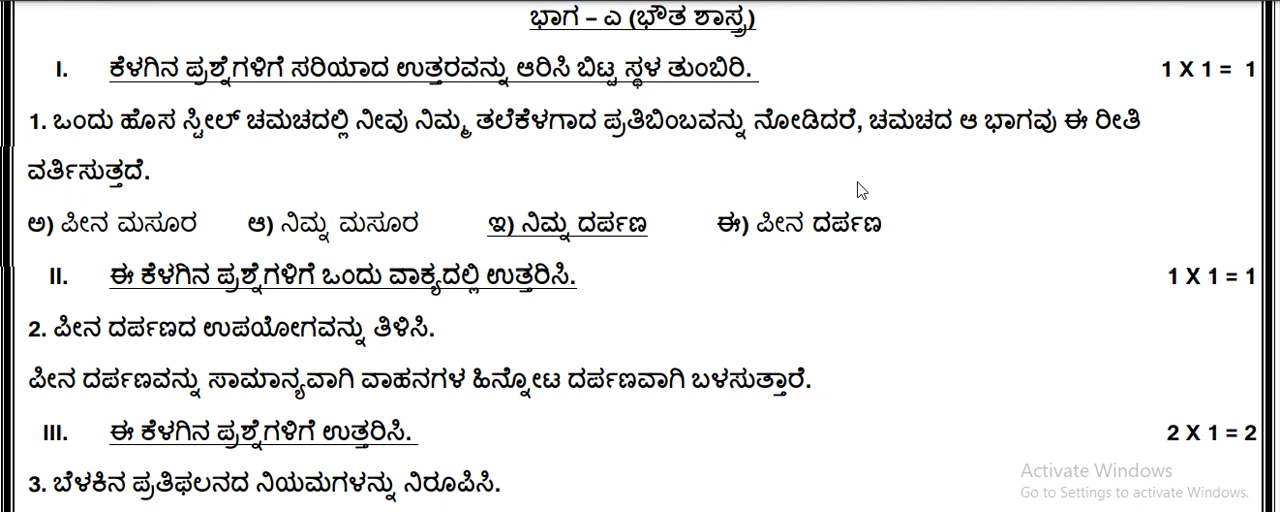 ಭಾಗ – ಎ (ಭೌತ ಶಾಸ್ತ್ರ)
I. ಕೆಳಗಿನ ಪ್ರಶ್ನೆಗಳಿಗೆ ಸರಿಯಾದ ಉತ್ತರವನ್ನು ಆರಿಸಿ ಬಿಟ್ಟ ಸ್ಥಳ ತುಂಬಿರಿ. 1 X 1 = 1
1. ಒಂದು ಹೊಸ ಸ್ಟೀಲ್ ಚಮಚದಲ್ಲಿ ನೀವು ನಿಮ್ಮ ತಲೆಕೆಳಗಾದ ಪ್ರತಿಬಿಂಬವನ್ನು ನೋಡಿದರೆ, ಚಮಚದ ಆ ಭಾಗವು ಈ ರೀತಿ
ವರ್ತಿಸುತ್ತದೆ.
ಅ) ಪೀನ ಮಸೂರ ಆ) ನಿಮ್ನ ಮಸೂರ ಇ) ನಿಮ್ನ ದರ್ಪಣ ಈ) ಪೀನ ದರ್ಪಣ
II. ಈ ಕೆಳಗಿನ ಪ್ರಶ್ನೆಗಳಿಗೆ ಒಂದು ವಾಕ್ಯದಲ್ಲಿ ಉತ್ತರಿಸಿ. 1 X 1 = 1
2. ಪೀನ ದರ್ಪಣದ ಉಪಯೋಗವನ್ನು ತಿಳಿಸಿ.
ಪೀನ ದರ್ಪಣವನ್ನು ಸಾಮಾನ್ಯವಾಗಿ ವಾಹನಗಳ ಹಿನ್ನೋಟ ದರ್ಪಣವಾಗಿ ಬಳಸುತ್ತಾರೆ.
III. ಈ ಕೆಳಗಿನ ಪ್ರಶ್ನೆಗಳಿಗೆ ಉತ್ತರಿಸಿ. 2 X 1 = 2
3. ಬೆಳಕಿನ ಪ್ರತಿಫಲನದ ನಿಯಮಗಳನ್ನು ನಿರೂಪಿಸಿ.
Activate Windows
Go to Settings to activate Windows.